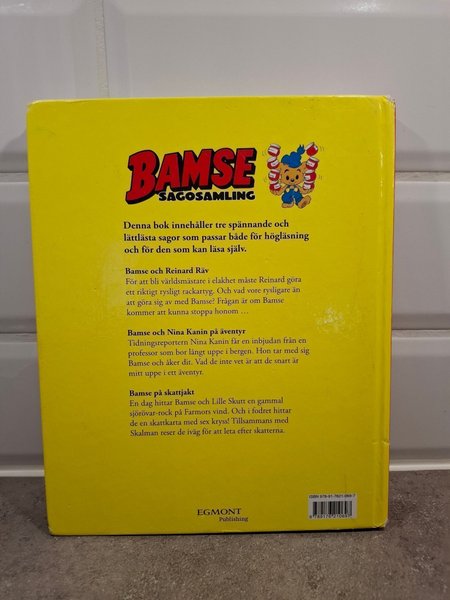 BAMSE
SAGOSAMLING
Denna bok innehåller tre spännande och
lättlästa sagor som passar både för högläsning
och för den som kan läsa själv.
Bamse och Reinard Räv
För att bli världsmästare i elakhet måste Reinard göra
ett riktigt tysligt rackartyg. Och vad vore tysligare än
att göra sig av med Bamse? Frågan är om Bamse
kommer att kunna stoppa honom ...
Bamse och Nina Kanin på äventyr
Tidningsreportern Nina Kanin får en inbjudan från en
professor som bor långt uppe i bergen. Hon tar med sig
Bamse och åker dit. Vad de inte vet är att de snart är
mitt uppe i ett äventyr.
Bamse på skattjakt
En dag hittar Bamse och Lille Skutt en gammal
sjörövar-rock på Farmors vind. Och i fodret hittar
de en skattkarta med sex kryss! Tillsammans med
Skalman reser de iväg för att leta efter skatterna.
EGMONT
Publishing